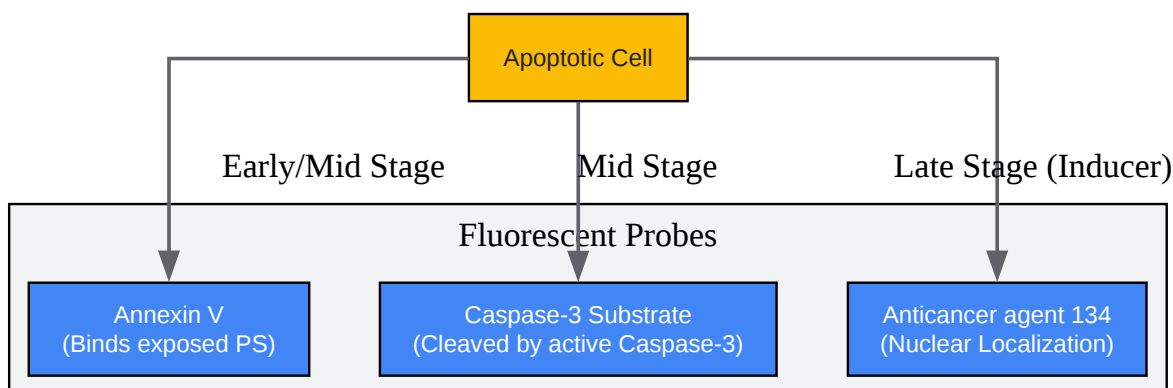 Apoptotic Cell
Early/Mid Stage
Mid Stage
Late Stage (Inducer)
Fluorescent Probes
Annexin V
(Binds exposed PS)
Caspase-3 Substrate
(Cleaved by active Caspase-3)
Anticancer agent 134
(Nuclear Localization)